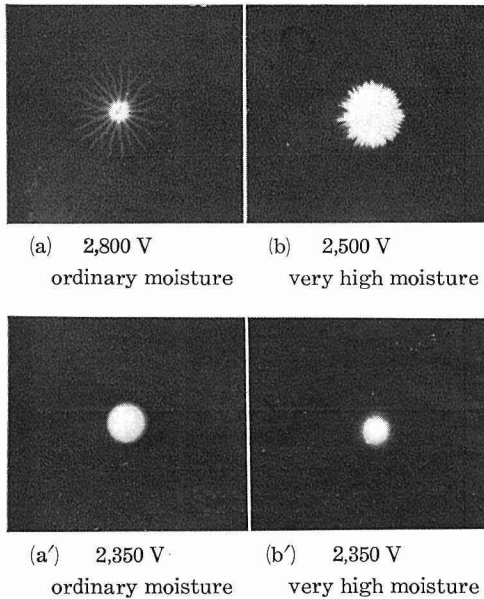 (a) 2,800 V
ordinary moisture
(b) 2,500 V
very high moisture
(a′) 2,350 V
ordinary moisture
(b′) 2,350 V
very high moisture